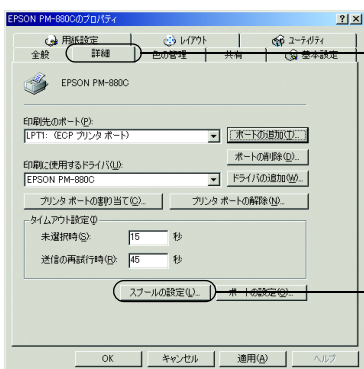 EPSON PM-880Cのプロパティ
用紙設定 レイアウト ユーティリティ
全般 詳細 色の管理 共有 基本設定
EPSON PM-880C
印刷先のポート(P):
LPT1: (ECP プリンタ ポート) ポートの追加(T)...
ポートの削除(D)...
印刷に使用するドライバ(U):
EPSON PM-880C ドライバの追加(W)...
プリンタ ポートの割り当て(C)... プリンタ ポートの解除(N)...
タイムアウト設定
未選択時(S): 15 秒
送信の再試行時(R): 45 秒
スプールの設定(L)... ポートの設定(O)...
OK キャンセル 適用(A) ヘルプ